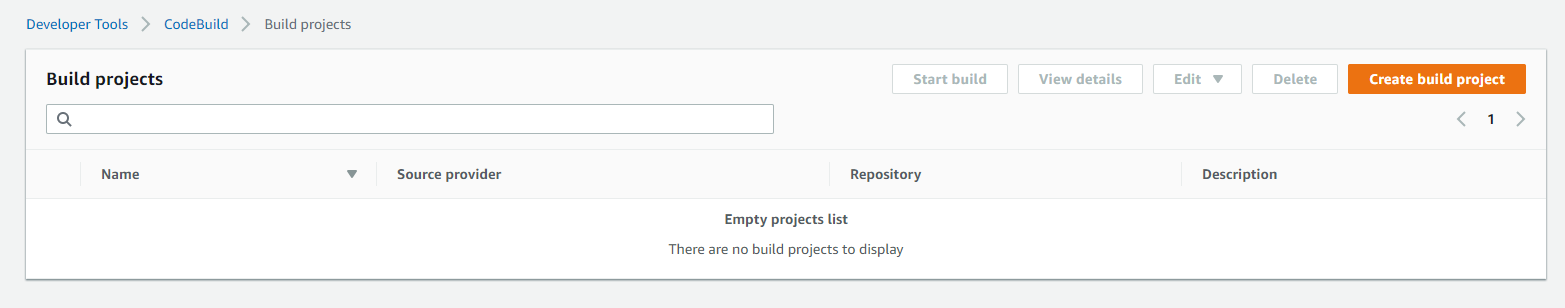 Developer Tools > CodeBuild > Build projects
Build projects
Start build View details Edit Delete Create build project
1
Name Source provider Repository Description
Empty projects list
There are no build projects to display